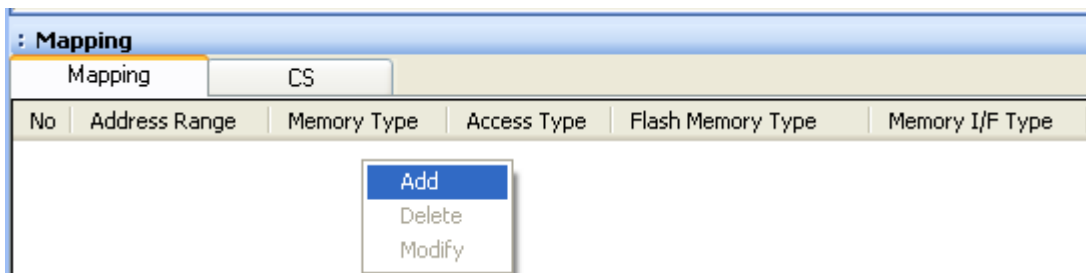 : Mapping
Mapping CS
No Address Range Memory Type Access Type Flash Memory Type Memory I/F Type
Add
Delete
Modify